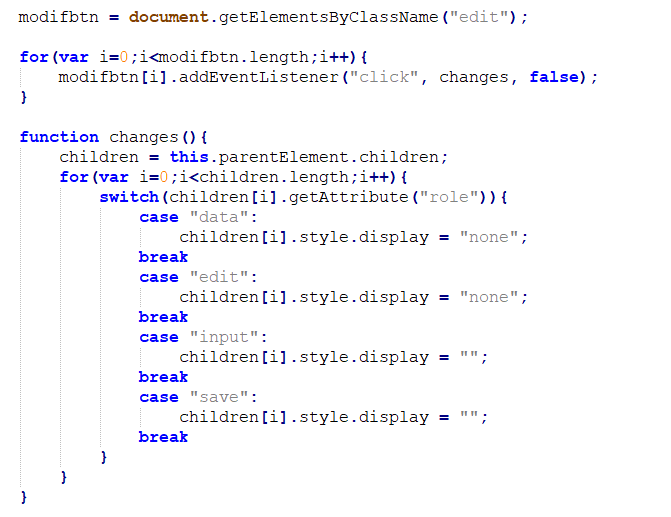 modifbtn = document.getElementsByClassName("edit");

for(var i=0;i<modifbtn.length;i++){
    modifbtn[i].addEventListener("click", changes, false);
}

function changes(){
    children = this.parentElement.children;
    for(var i=0;i<children.length;i++){
        switch(children[i].getAttribute("role")){
            case "data":
                children[i].style.display = "none";
            break
            case "edit":
                children[i].style.display = "none";
            break
            case "input":
                children[i].style.display = "";
            break
            case "save":
                children[i].style.display = "";
            break
        }
    }
}